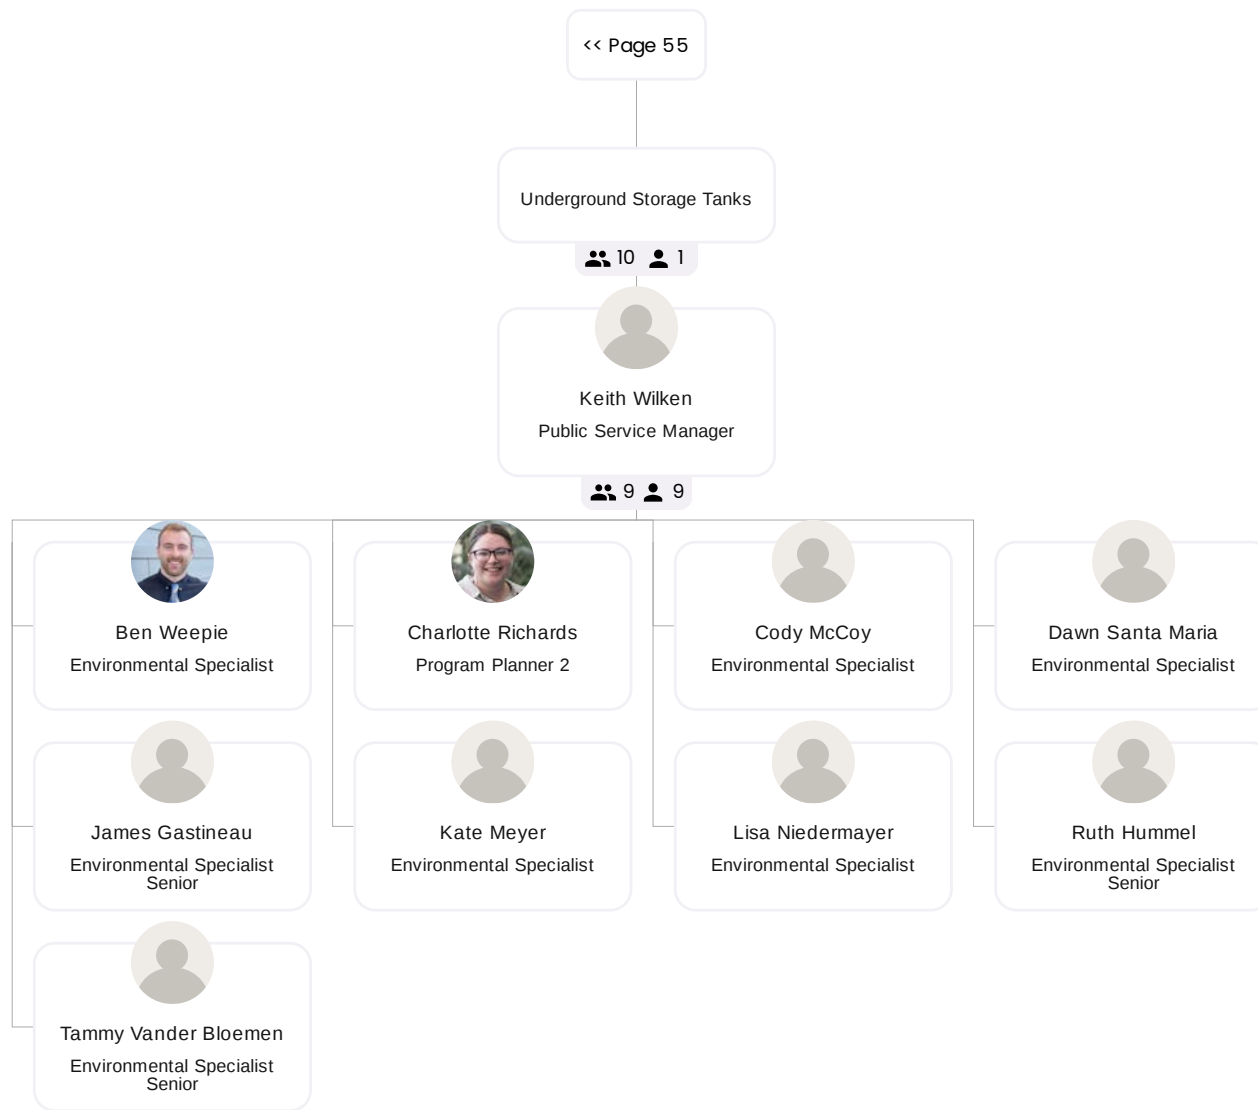 << Page 55
Underground Storage Tanks
10 1
Keith Wilken
Public Service Manager
9 9
Ben Weepie
Environmental Specialist
Charlotte Richards
Program Planner 2
Cody McCoy
Environmental Specialist
Dawn Santa Maria
Environmental Specialist
James Gastineau
Environmental Specialist
Senior
Kate Meyer
Environmental Specialist
Lisa Niedermayer
Environmental Specialist
Ruth Hummel
Environmental Specialist
Senior
Tammy Vander Bloemen
Environmental Specialist
Senior